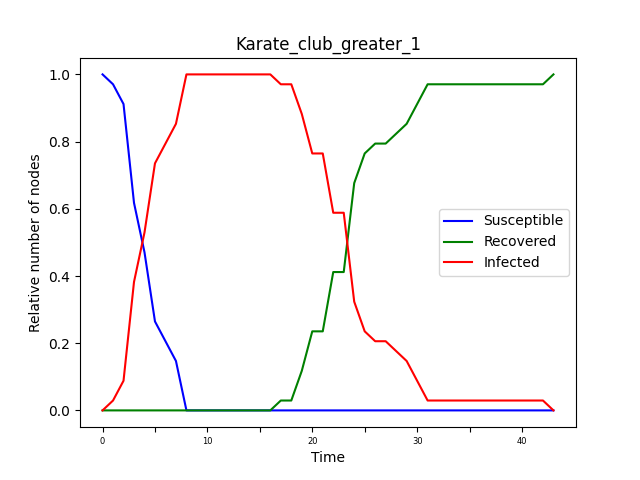 Karate_club_greater_1
Relative number of nodes
1.0
0.8
0.6
0.4
0.2
0.0
Susceptible
Recovered
Infected
0 10 20 30 40
Time